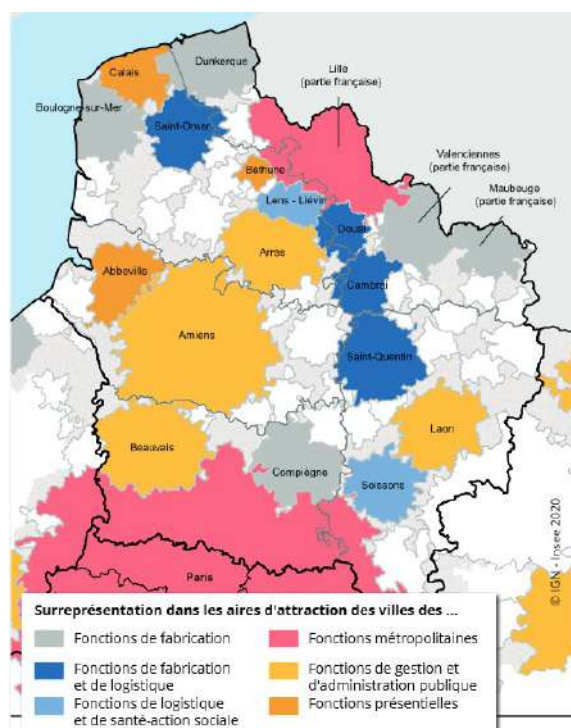 Calais
Dunkerque
Boulogne-sur-Mer
Saint-Omer
Lille
(partie française)
Béthune
Lens - Liévin
Valenciennes
(partie française)
Maubeuge
(partie française)
Douai
Arras
Cambrai
Abbeville
Amiens
Saint-Quentin
Beauvais
Laon
Compiègne
Soissons
Paris
© IGN - Insee 2020
Surreprésentation dans les aires d'attraction des villes des ...
Fonctions de fabrication
Fonctions métropolitaines
Fonctions de fabrication
et de logistique
Fonctions de gestion et
d'administration publique
Fonctions de logistique
et de santé-action sociale
Fonctions présentielles